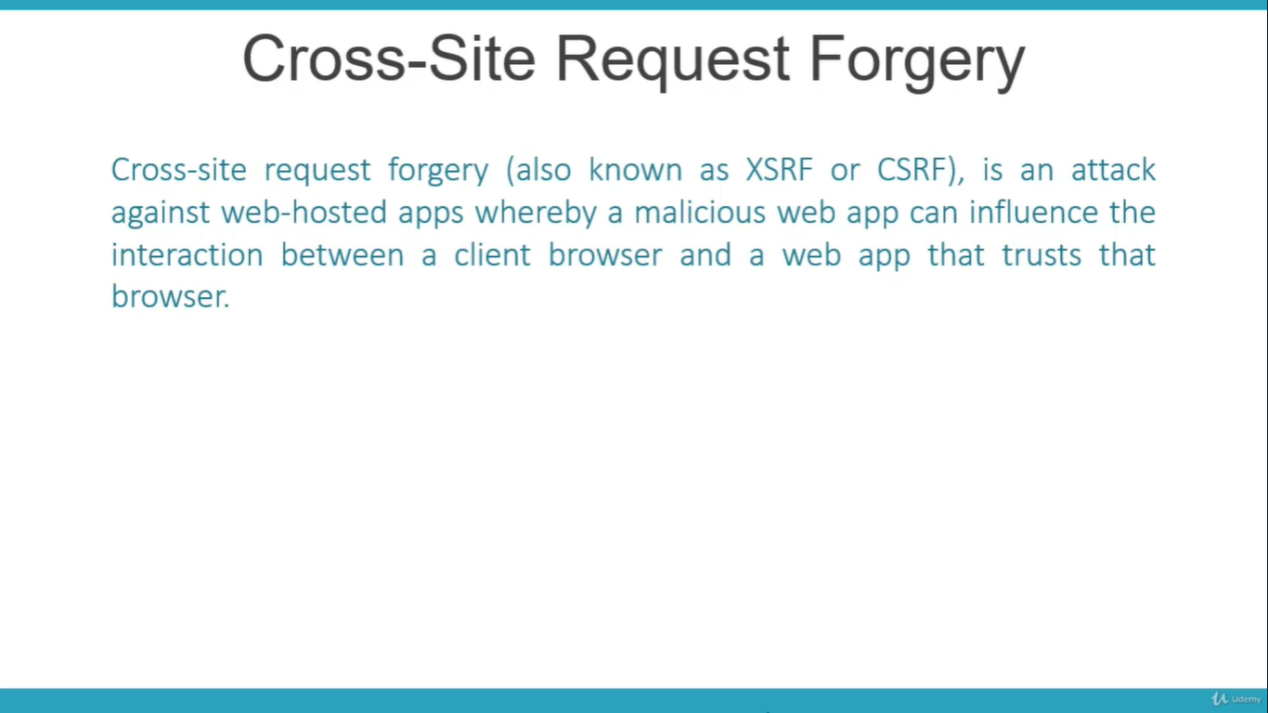 Cross-Site Request Forgery
Cross-site request forgery (also known as XSRF or CSRF), is an attack
against web-hosted apps whereby a malicious web app can influence the
interaction between a client browser and a web app that trusts that
browser.
Udemy